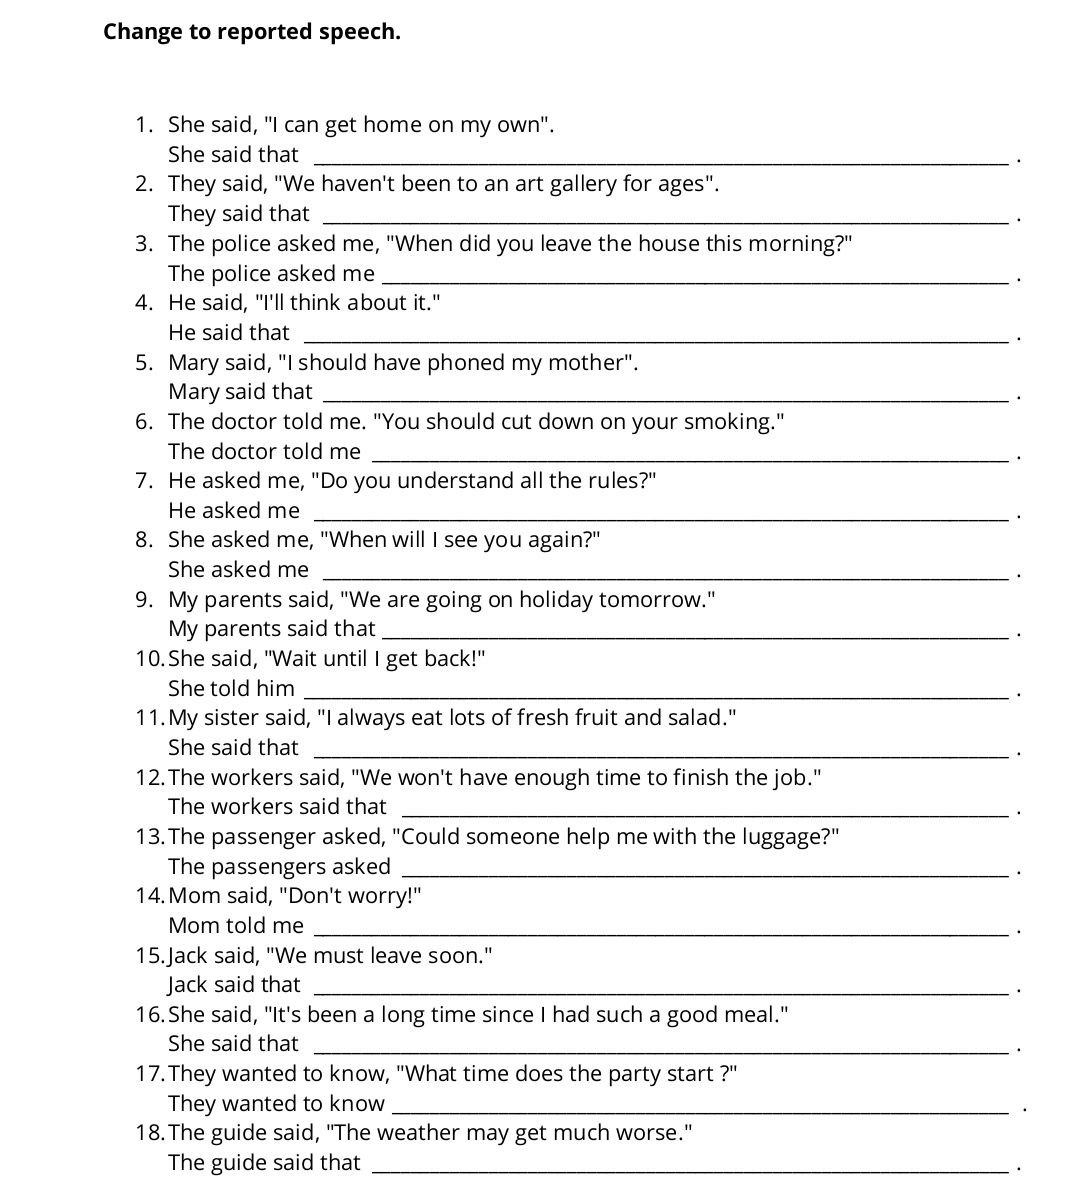 Change to reported speech.
1. She said, "I can get home on my own".
She said that ______ .
2. They said, "We haven't been to an art gallery for ages".
They said that ______ .
3. The police asked me, "When did you leave the house this morning?"
The police asked me ______ .
4. He said, "I'll think about it."
He said that ______ .
5. Mary said, "I should have phoned my mother".
Mary said that ______ .
6. The doctor told me. "You should cut down on your smoking."
The doctor told me ______ .
7. He asked me, "Do you understand all the rules?"
He asked me ______ .
8. She asked me, "When will I see you again?"
She asked me ______ .
9. My parents said, "We are going on holiday tomorrow."
My parents said that ______ .
10. She said, "Wait until I get back!"
She told him ______ .
11. My sister said, "I always eat lots of fresh fruit and salad."
She said that ______ .
12. The workers said, "We won't have enough time to finish the job."
The workers said that ______ .
13. The passenger asked, "Could someone help me with the luggage?"
The passengers asked ______ .
14. Mom said, "Don't worry!"
Mom told me ______ .
15. Jack said, "We must leave soon."
Jack said that ______ .
16. She said, "It's been a long time since I had such a good meal."
She said that ______ .
17. They wanted to know, "What time does the party start ?"
They wanted to know ______ .
18. The guide said, "The weather may get much worse."
The guide said that ______ .